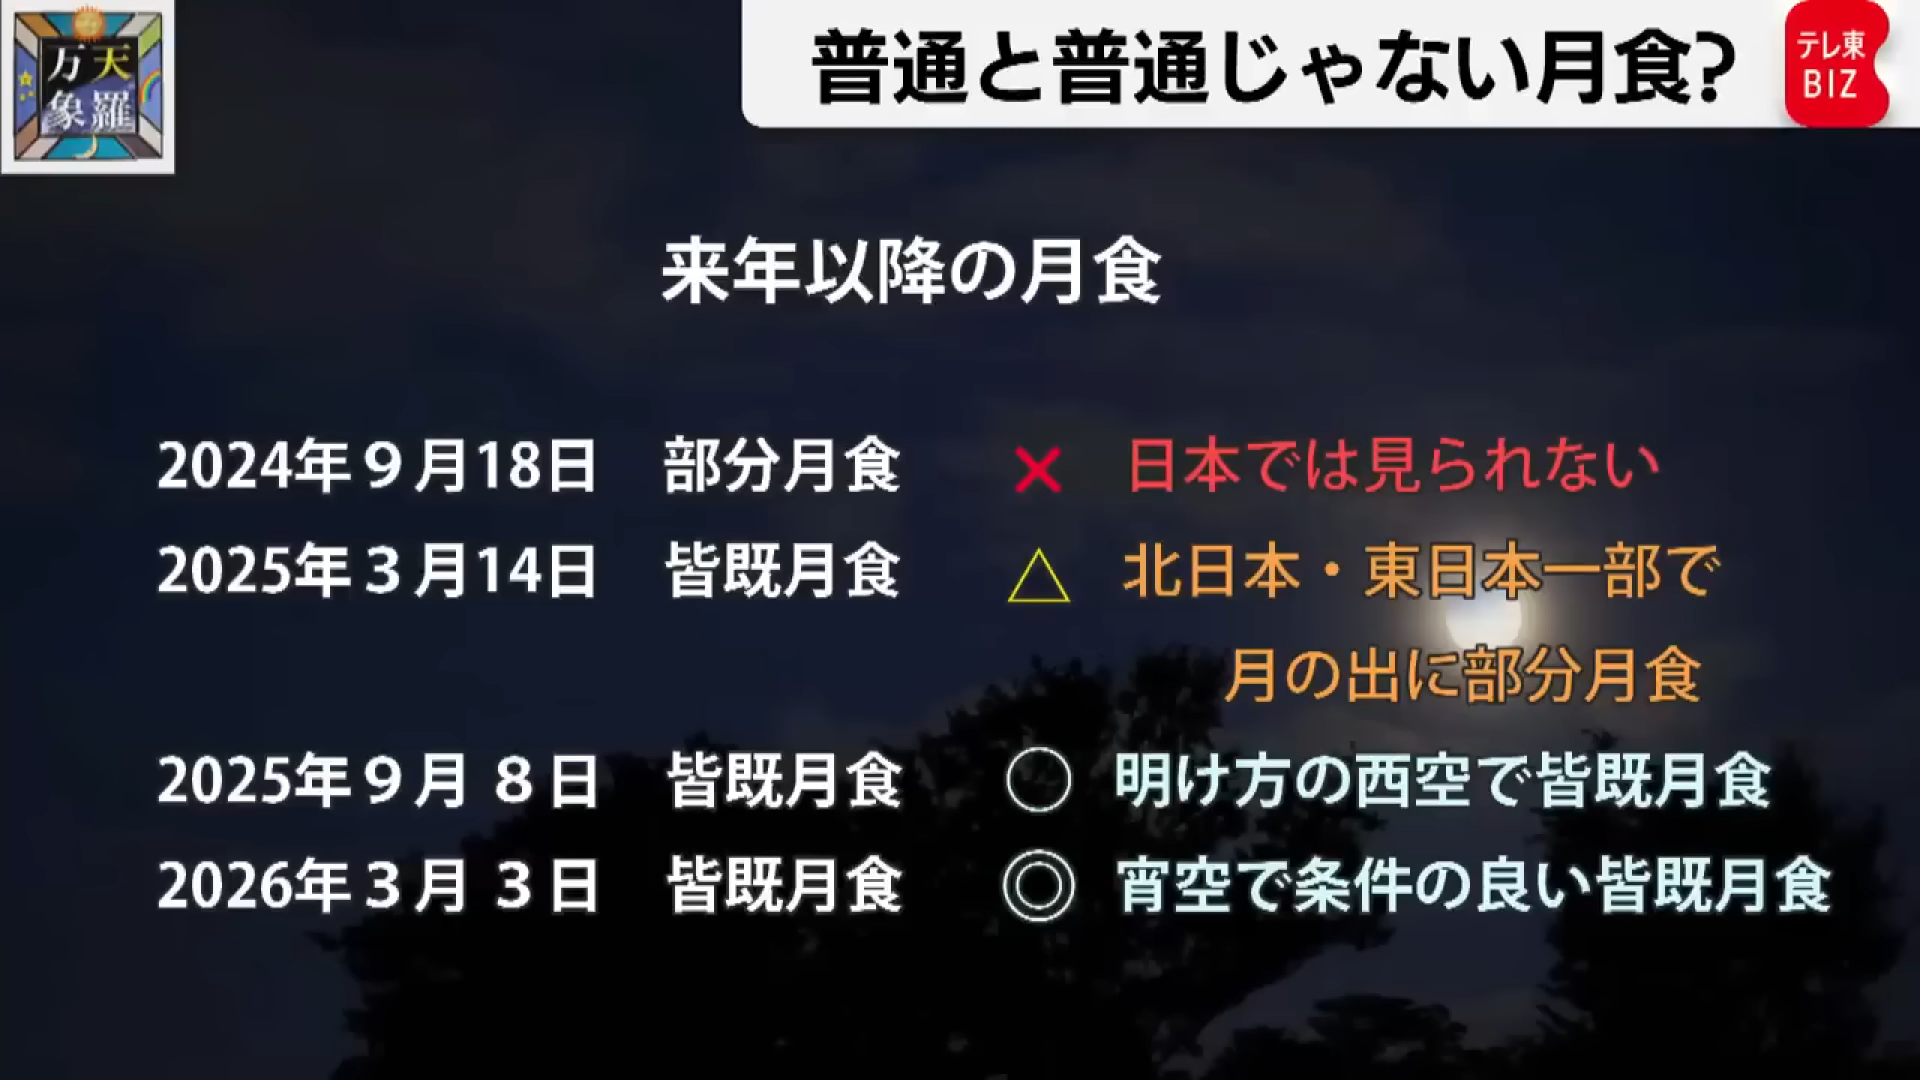 天羅
万象
普通と普通じゃない月食?
テレ東
BIZ
来年以降の月食
2024年9月18日 部分月食 × 日本では見られない
2025年3月14日 皆既月食 △ 北日本・東日本一部で
月の出に部分月食
2025年9月8日 皆既月食 ○ 明け方の西空で皆既月食
2026年3月3日 皆既月食 ◎ 宵空で条件の良い皆既月食